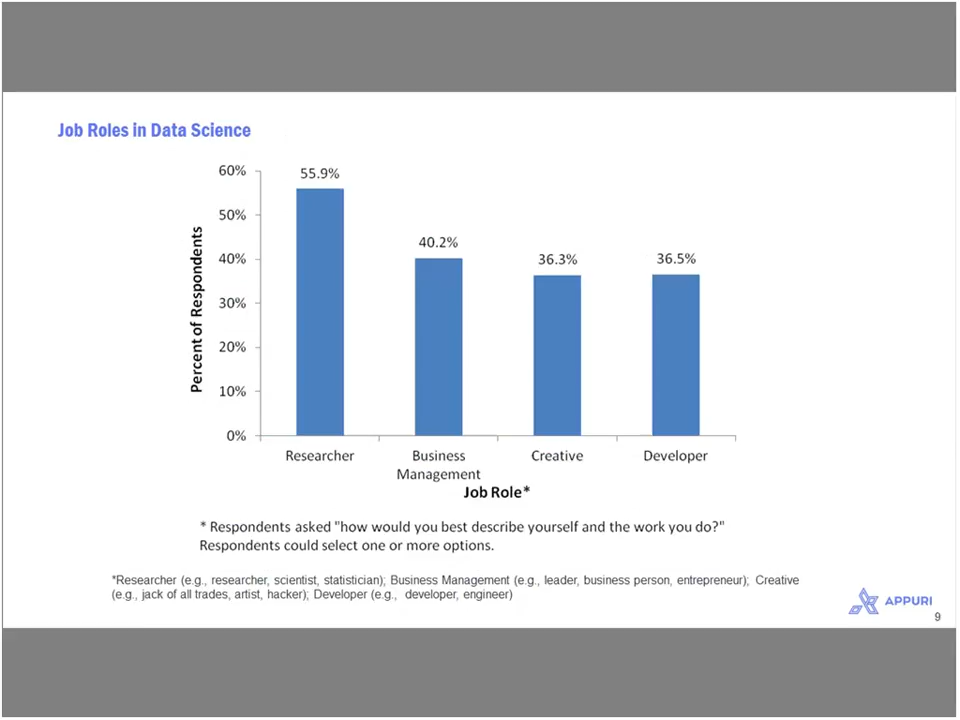 Job Roles in Data Science
60%
50%
40%
30%
20%
10%
0%
Percent of Respondents
55.9%
40.2%
36.3%
36.5%
Researcher
Business
Management
Creative
Developer
Job Role*
* Respondents asked "how would you best describe yourself and the work you do?"
Respondents could select one or more options.
*Researcher (e.g., researcher, scientist, statistician); Business Management (e.g., leader, business person, entrepreneur); Creative
(e.g., jack of all trades, artist, hacker); Developer (e.g., developer, engineer)
APPURI
9